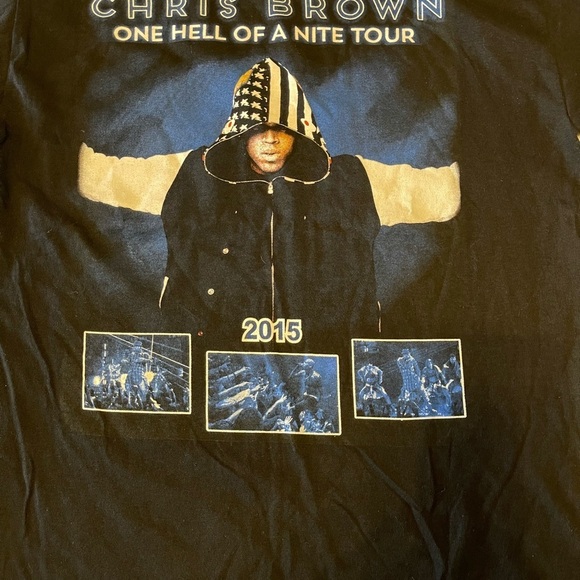 CHRIS BROWN
ONE HELL OF A NITE TOUR
2015